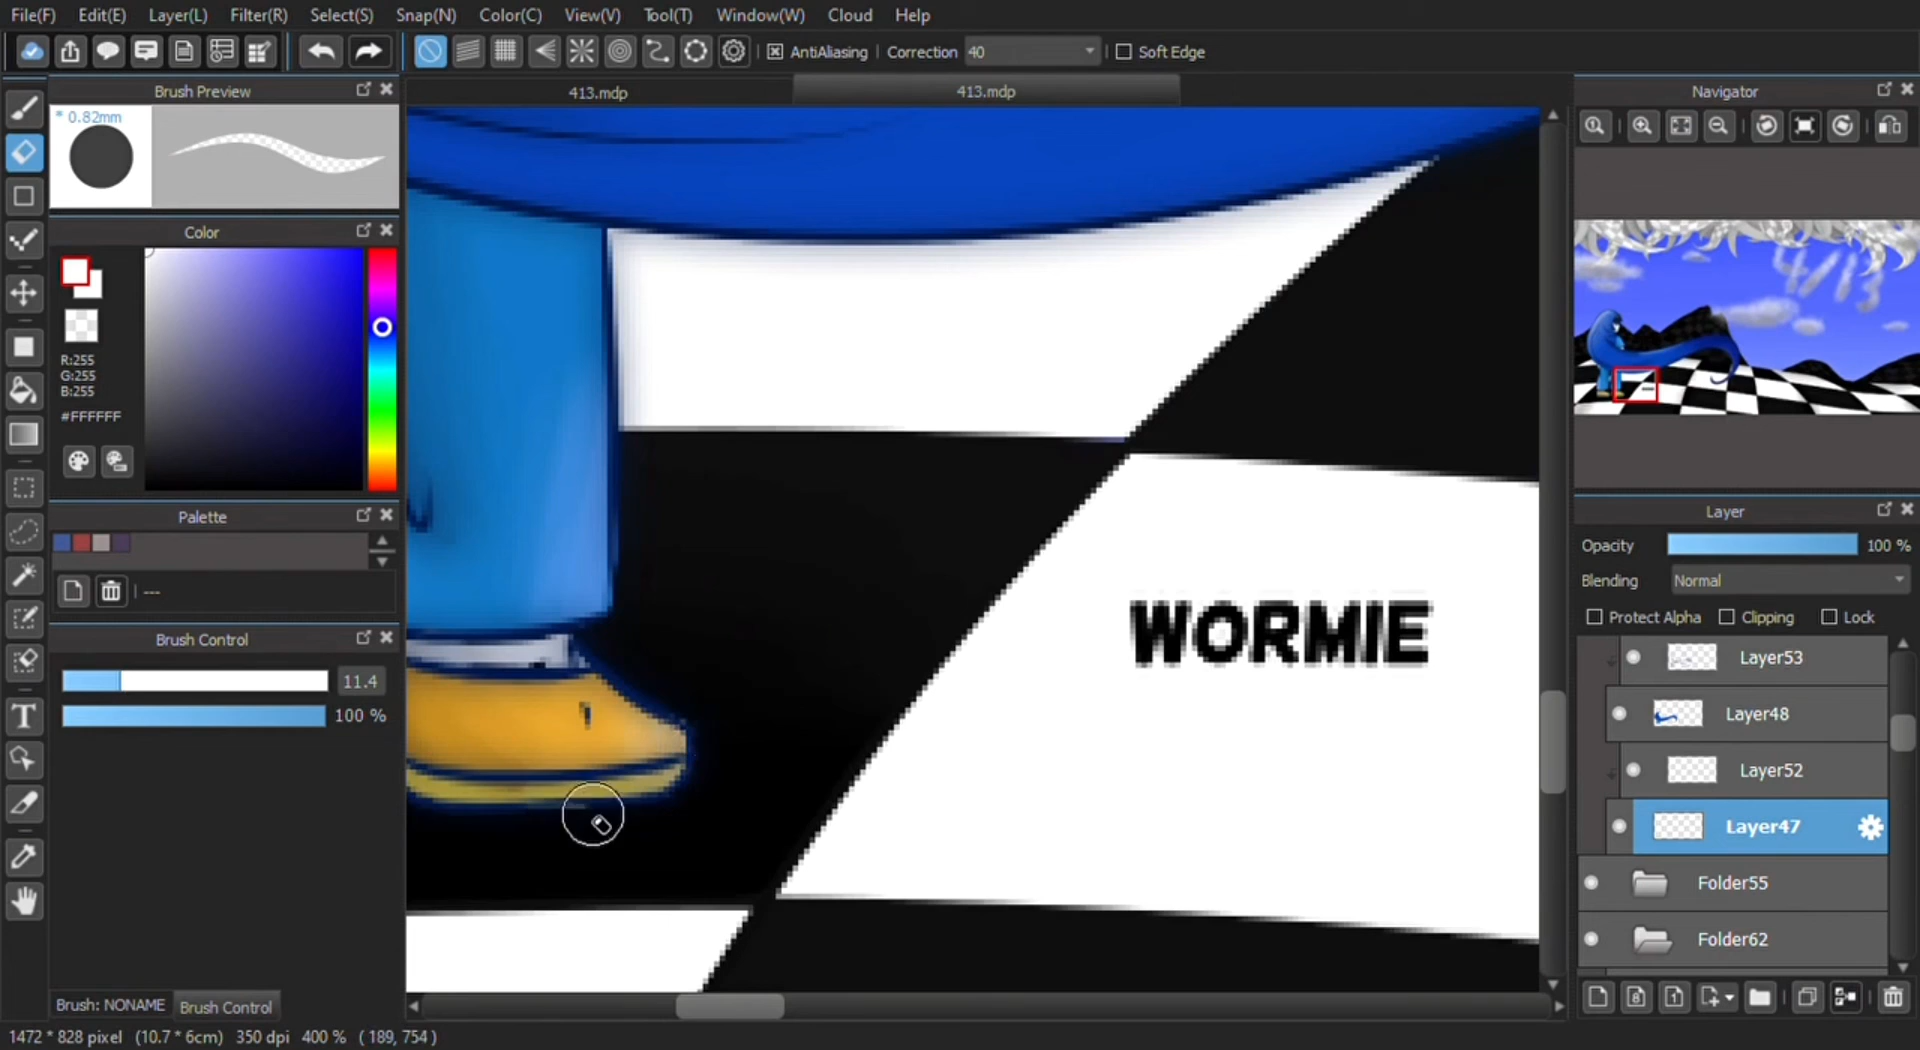 File(F) Edit(E) Layer(L) Filter(R) Select(S) Snap(N) Color(C) View(V) Tool(T) Window(W) Cloud Help
AntiAliasing Correction 40 Soft Edge
Brush Preview
413.mdp 413.mdp
Navigator
* 0.82mm
Color
R:255
G:255
B:255
#FFFFFF
Palette
---
Brush Control
11.4
100 %
WORMIE
Layer
Opacity 100 %
Blending Normal
Protect Alpha Clipping Lock
Layer53
Layer48
Layer52
Layer47
Folder55
Folder62
Brush: NONAME Brush Control
1472 * 828 pixel (10.7 * 6cm) 350 dpi 400 % ( 189, 754 )